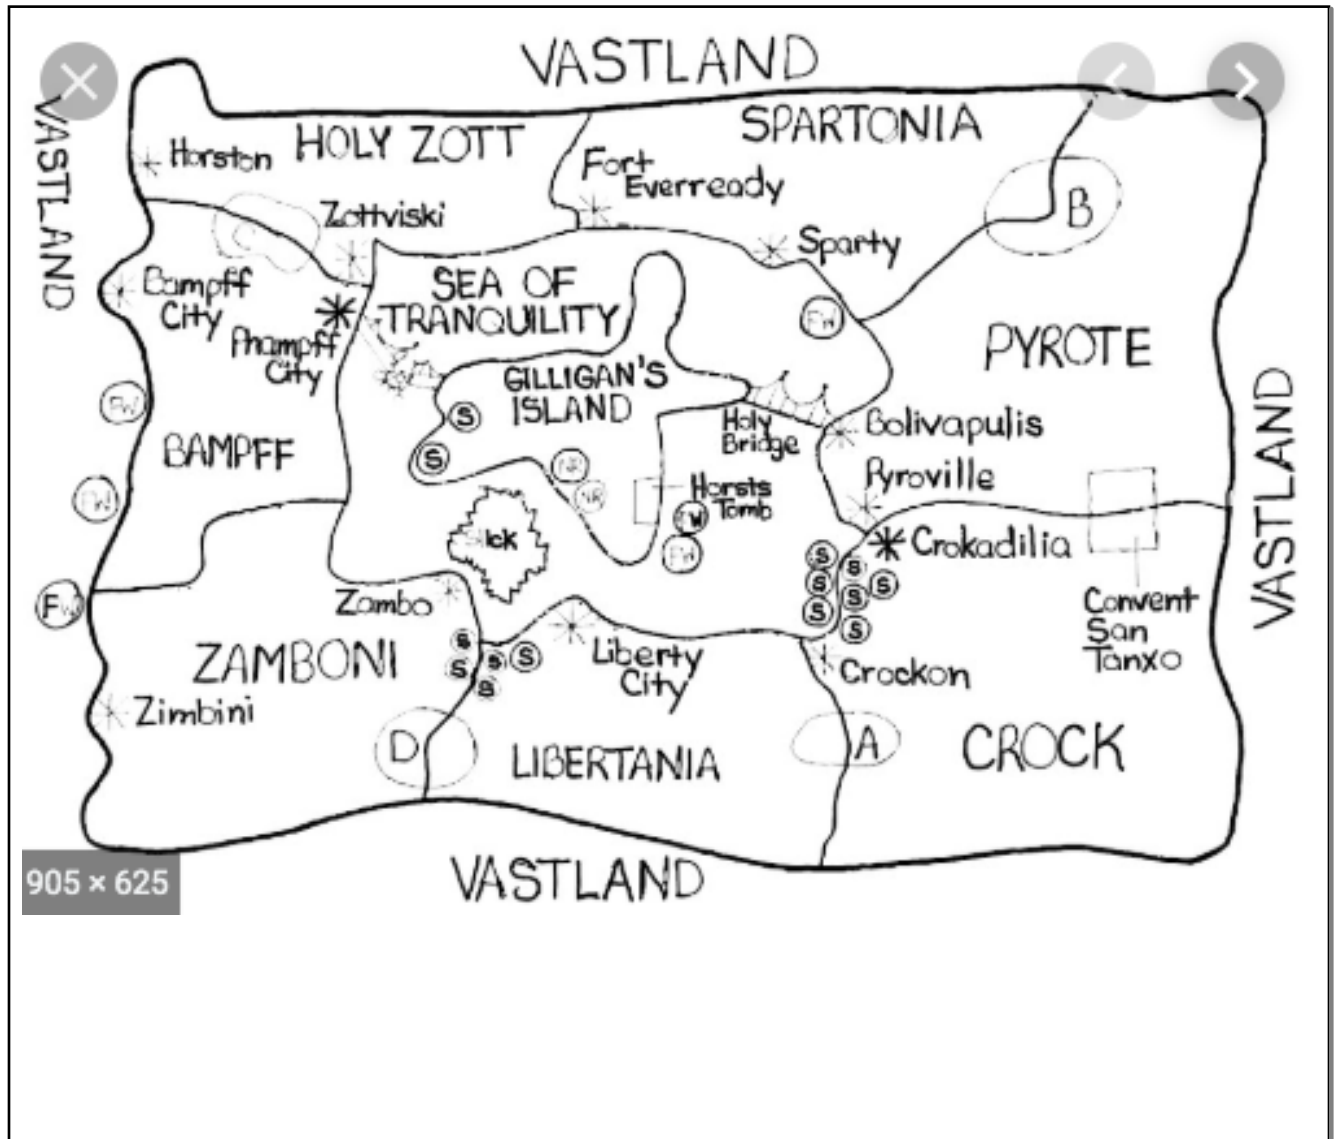 VASTLAND
VASTLAND
HOLY ZOTT
SPARTONIA
Horston
Fort
Everready
B
Zottviski
Sparty
Bampff
City
SEA OF
TRANQUILITY
FW
Phampff
City
PYROTE
GILLIGAN'S
ISLAND
FW
S
Holy
Bridge
Bolivapulis
BAMPFF
S
NR
Pyroville
VASTLAND
FW
NR
Horsts
Tomb
FW
Ick
FW
Crokadilia
S
S
S
S
S
S
S
FW
Zambo
Convent
San
Tanxo
ZAMBONI
S
S
S
S
S
Liberty
City
Crockon
Zimbini
D
LIBERTANIA
A
CROCK
VASTLAND
905 × 625